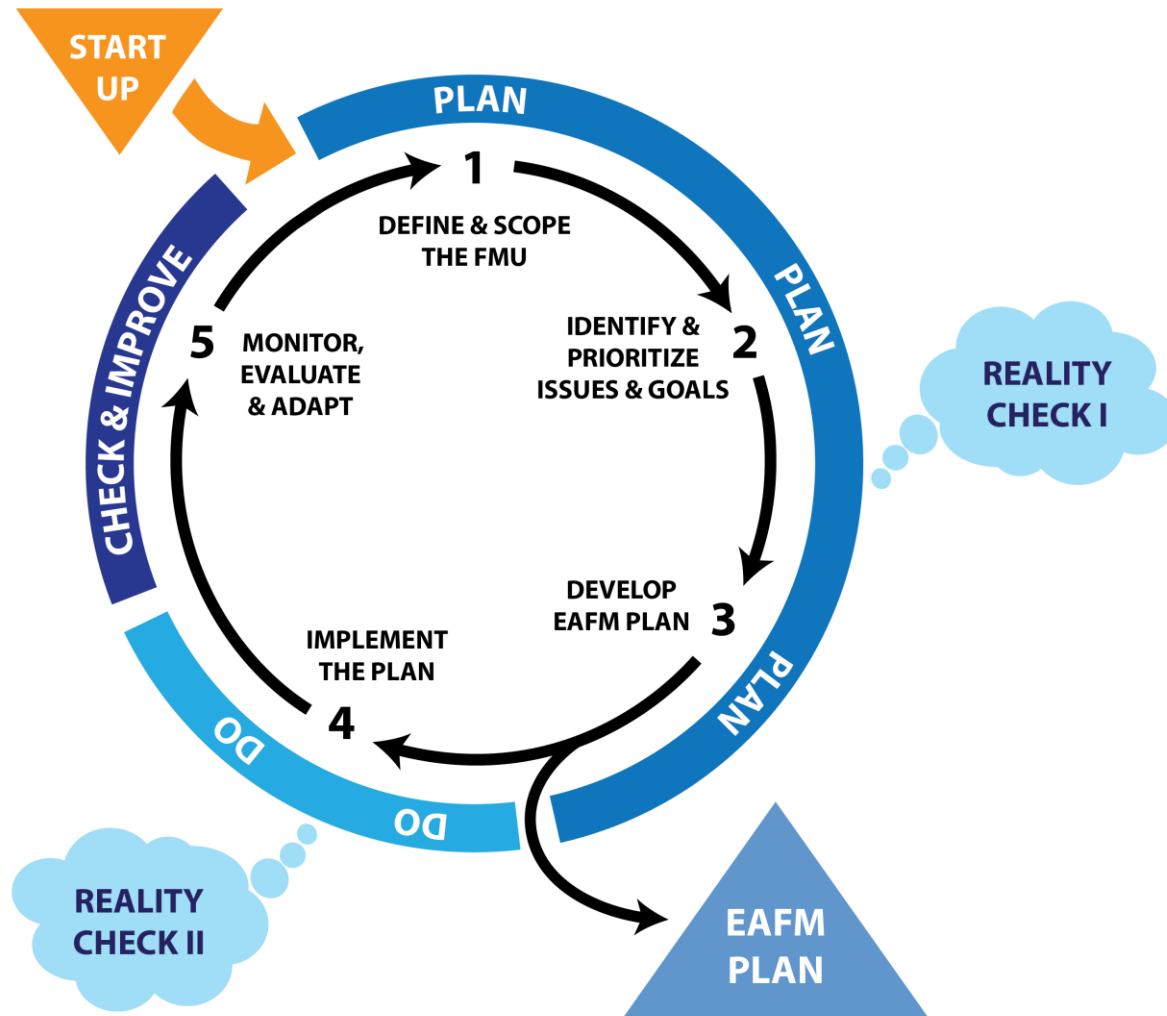 START
UP
PLAN
1
DEFINE & SCOPE
THE FMU
PLAN
2
IDENTIFY &
PRIORITIZE
ISSUES & GOALS
REALITY
CHECK I
3
DEVELOP
EAFM PLAN
PLAN
EAFM
PLAN
4
IMPLEMENT
THE PLAN
DO
DO
REALITY
CHECK II
5
MONITOR,
EVALUATE
& ADAPT
CHECK & IMPROVE